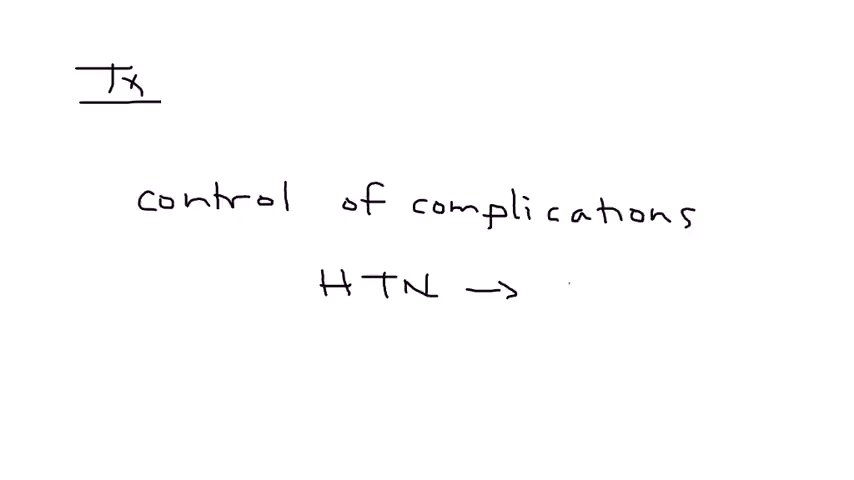 Tx
control of complications
HTN →